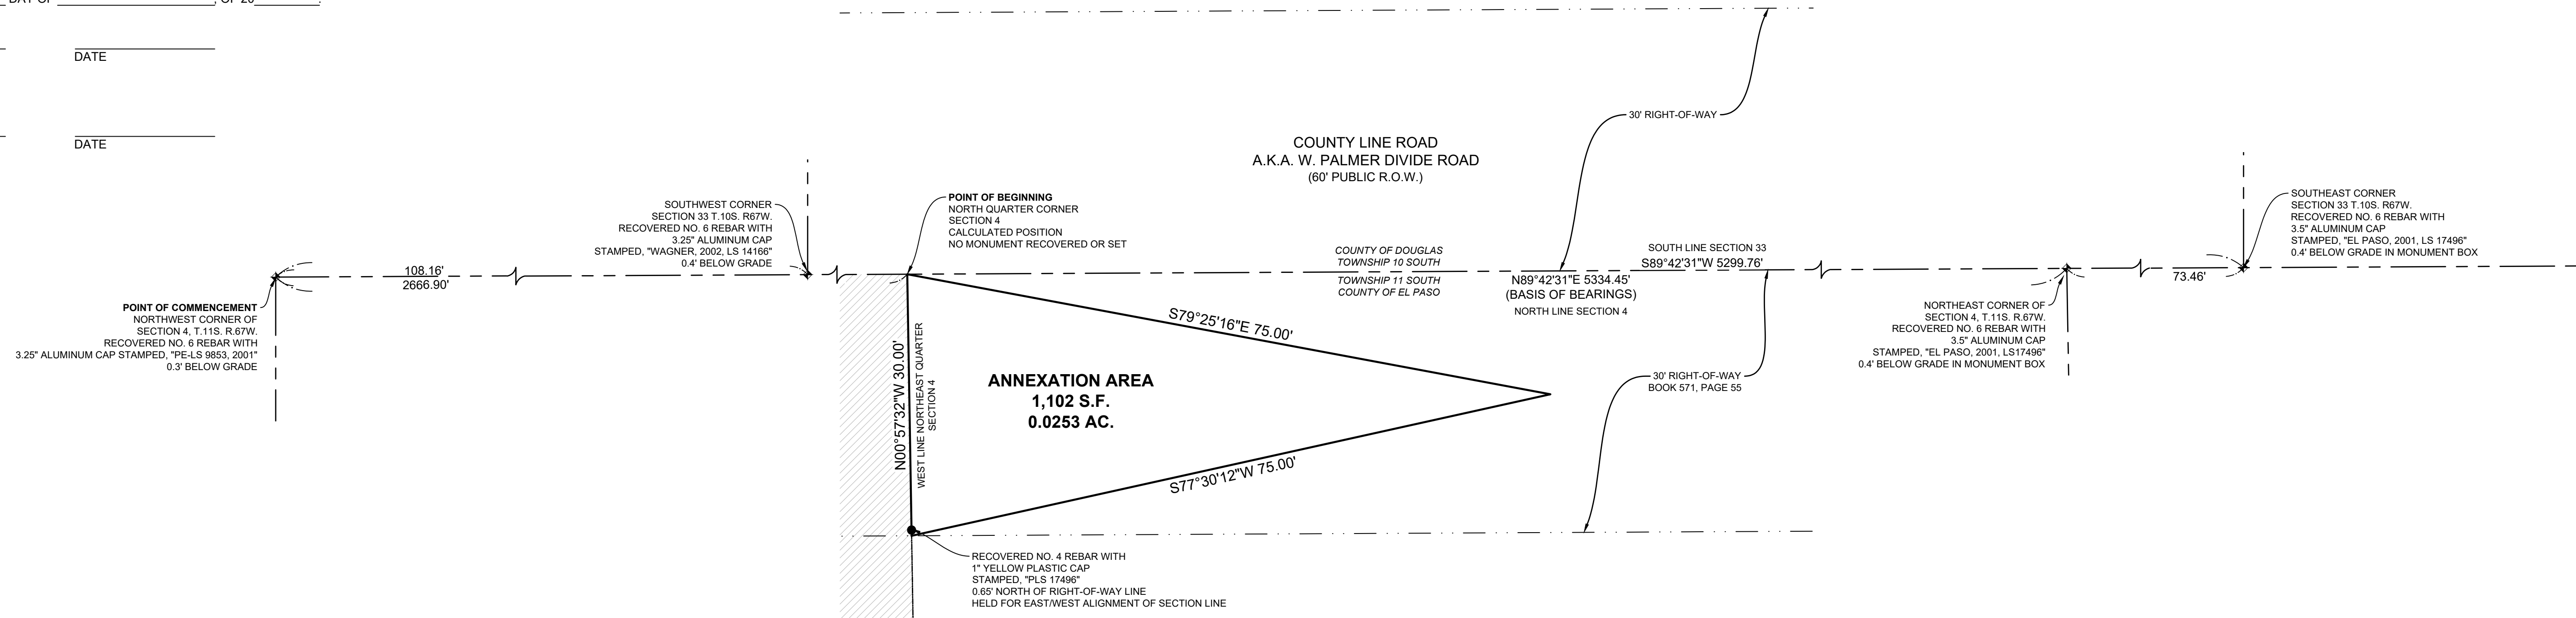 DAY OF ____________________, OF 20__________.
DATE
DATE
COUNTY LINE ROAD
A.K.A. W. PALMER DIVIDE ROAD
(60' PUBLIC R.O.W.)
30' RIGHT-OF-WAY
108.16'
2666.90'
POINT OF COMMENCEMENT
NORTHWEST CORNER OF
SECTION 4, T.11S. R.67W.
RECOVERED NO. 6 REBAR WITH
3.25" ALUMINUM CAP STAMPED, "PE-LS 9853, 2001"
0.3' BELOW GRADE
SOUTHWEST CORNER
SECTION 33 T.10S. R67W.
RECOVERED NO. 6 REBAR WITH
3.25" ALUMINUM CAP
STAMPED, "WAGNER, 2002, LS 14166"
0.4' BELOW GRADE
POINT OF BEGINNING
NORTH QUARTER CORNER
SECTION 4
CALCULATED POSITION
NO MONUMENT RECOVERED OR SET
COUNTY OF DOUGLAS
TOWNSHIP 10 SOUTH
TOWNSHIP 11 SOUTH
COUNTY OF EL PASO
SOUTH LINE SECTION 33
S89°42'31"W 5299.76'
N89°42'31"E 5334.45'
(BASIS OF BEARINGS)
NORTH LINE SECTION 4
SOUTHEAST CORNER
SECTION 33 T.10S. R67W.
RECOVERED NO. 6 REBAR WITH
3.5" ALUMINUM CAP
STAMPED, "EL PASO, 2001, LS 17496"
0.4' BELOW GRADE IN MONUMENT BOX
73.46'
NORTHEAST CORNER OF
SECTION 4, T.11S. R.67W.
RECOVERED NO. 6 REBAR WITH
3.5" ALUMINUM CAP
STAMPED, "EL PASO, 2001, LS17496"
0.4' BELOW GRADE IN MONUMENT BOX
S79°25'16"E 75.00'
N00°57'32"W 30.00'
WEST LINE NORTHEAST QUARTER
SECTION 4
ANNEXATION AREA
1,102 S.F.
0.0253 AC.
30' RIGHT-OF-WAY
BOOK 571, PAGE 55
S77°30'12"W 75.00'
RECOVERED NO. 4 REBAR WITH
1" YELLOW PLASTIC CAP
STAMPED, "PLS 17496"
0.65' NORTH OF RIGHT-OF-WAY LINE
HELD FOR EAST/WEST ALIGNMENT OF SECTION LINE